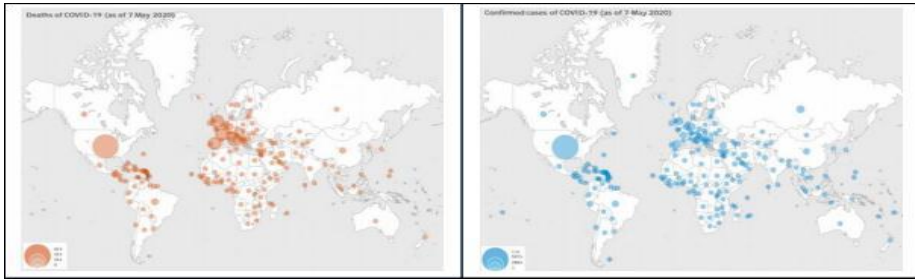 Deaths of COVID-19 (as of 7 May 2020)
Confirmed cases of COVID-19 (as of 7 May 2020)